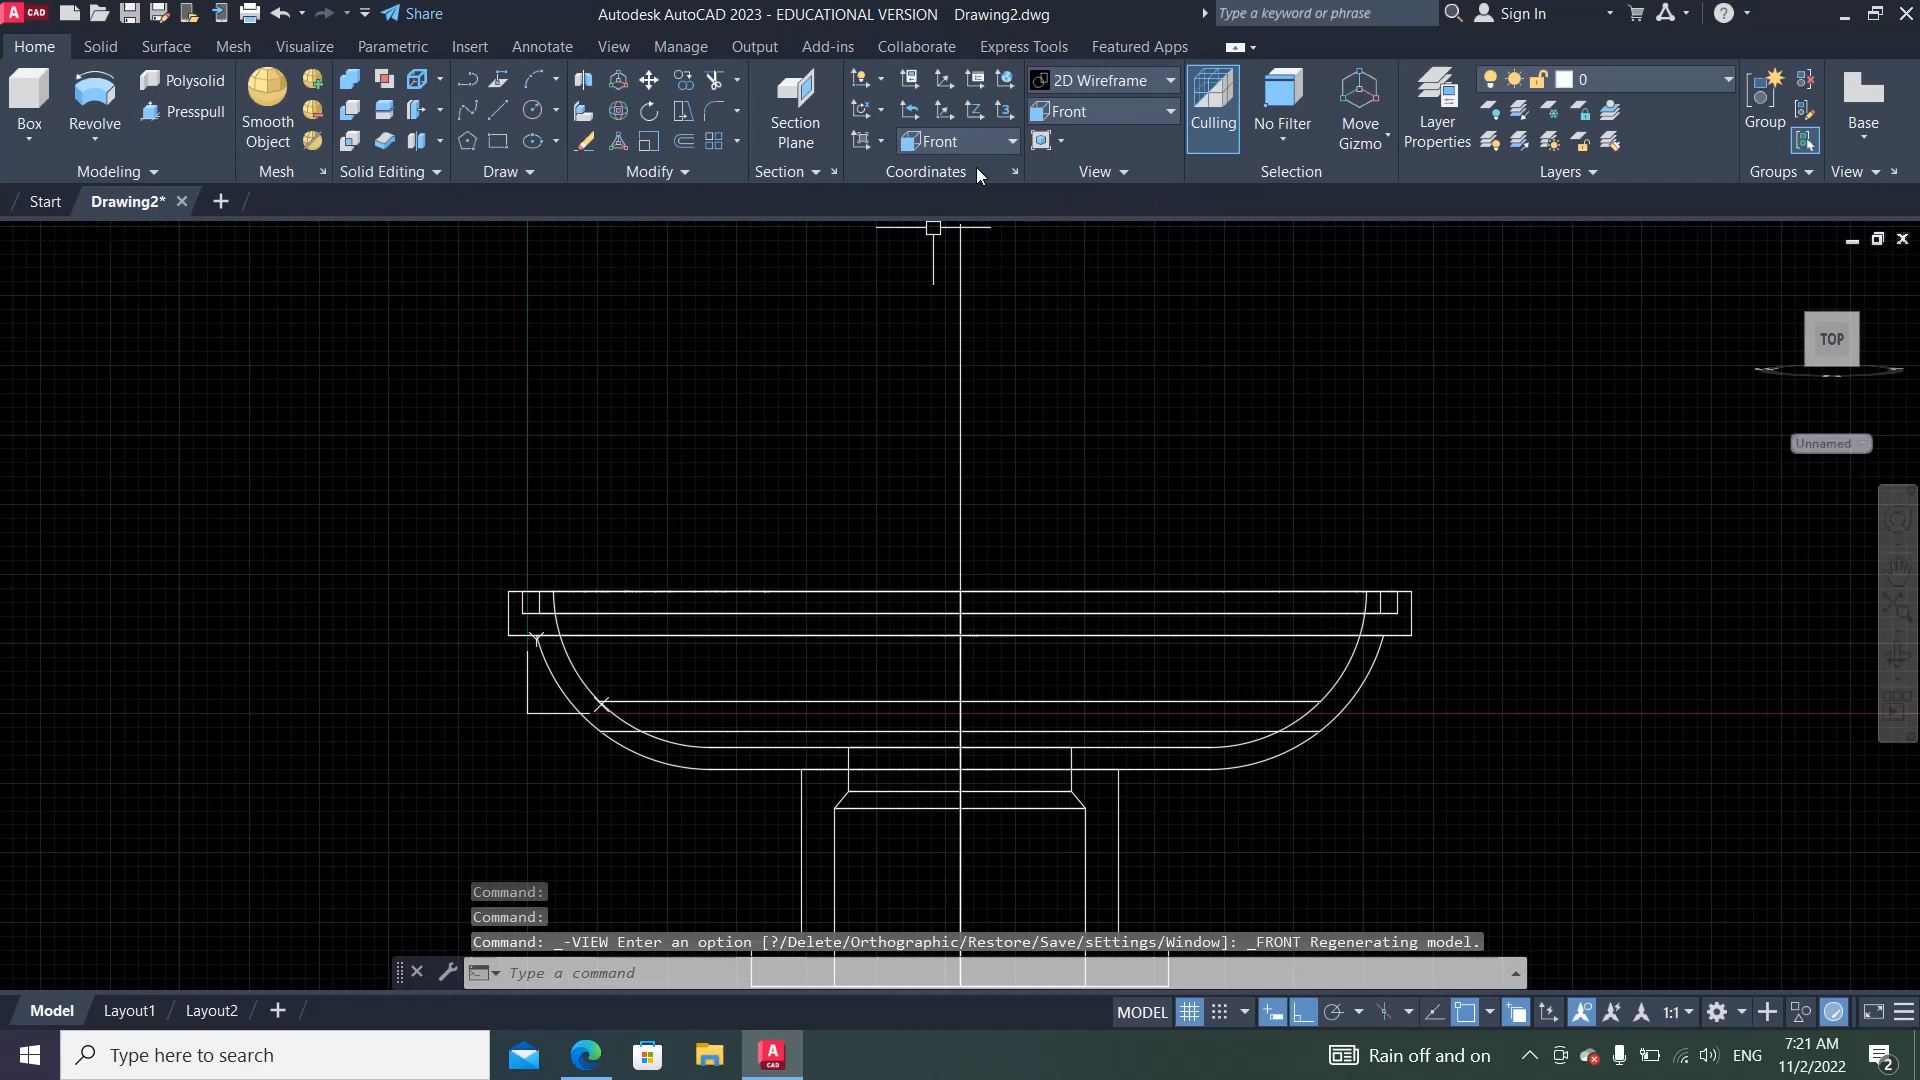 A CAD Share Autodesk AutoCAD 2023 - EDUCATIONAL VERSION Drawing2.dwg Type a keyword or phrase Sign In ?
Home Solid Surface Mesh Visualize Parametric Insert Annotate View Manage Output Add-ins Collaborate Express Tools Featured Apps
Polysolid 2D Wireframe 0
Presspull Front
Box Revolve Smooth Object Section Plane Culling No Filter Move Gizmo Layer Properties Group Base
Front
Modeling Mesh Solid Editing Draw Modify Section Coordinates View Selection Layers Groups View
Start Drawing2*
TOP
Unnamed
Command:
Command:
Command: _-VIEW Enter an option [?/Delete/Orthographic/Restore/Save/sEttings/Window]: _FRONT Regenerating model.
Type a command
Model Layout1 Layout2 MODEL 1:1
Type here to search A CAD Rain off and on ENG 7:21 AM
11/2/2022 2